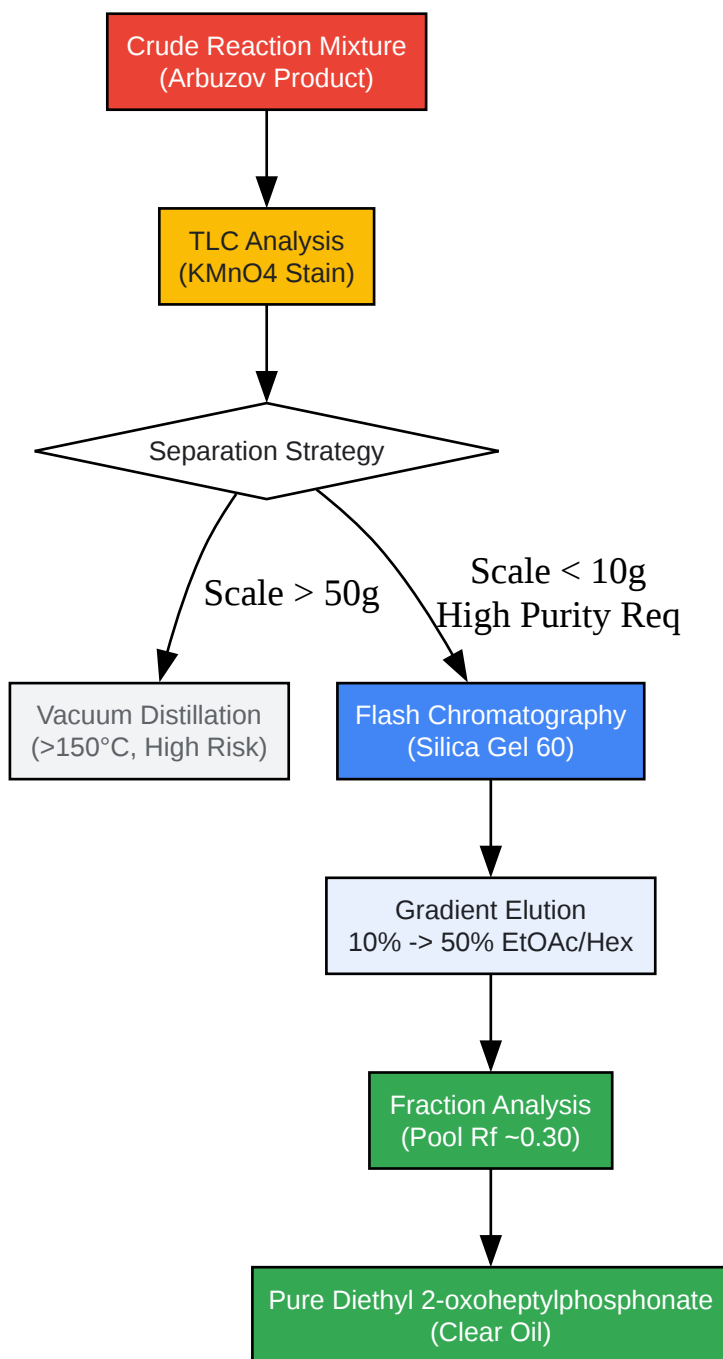 Crude Reaction Mixture
(Arbuzov Product)
TLC Analysis
(KMnO4 Stain)
Separation Strategy
Scale > 50g
Scale < 10g
High Purity Req
Vacuum Distillation
(>150°C, High Risk)
Flash Chromatography
(Silica Gel 60)
Gradient Elution
10% -> 50% EtOAc/Hex
Fraction Analysis
(Pool Rf ~0.30)
Pure Diethyl 2-oxoheptylphosphonate
(Clear Oil)